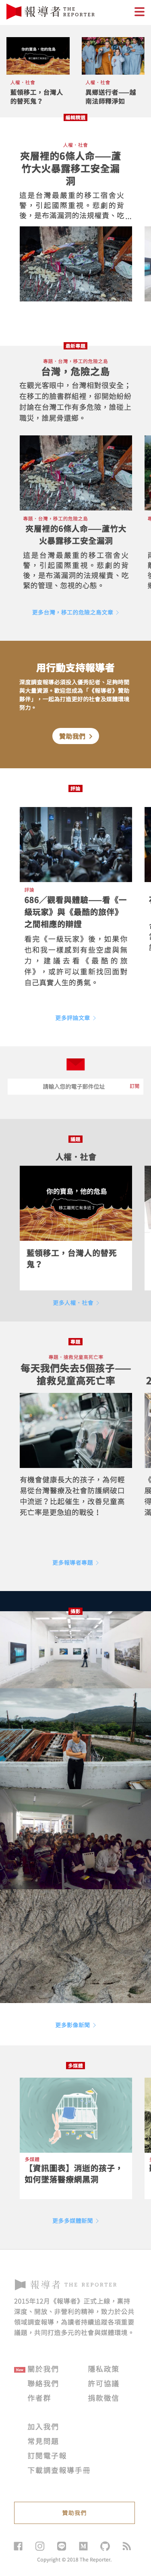 報導者 THE REPORTER
人權．社會
藍領移工，台灣人
的替死鬼？
人權．社會
異鄉送行者——越
南法師釋淨如
編輯精選
人權．社會
夾層裡的6條人命——蘆
竹大火暴露移工安全漏
洞
這是台灣最嚴重的移工宿舍火
警，引起國際重視。悲劇的背
後，是布滿漏洞的法規權責、吃...
最新專題
專題．台灣，移工的危險之島
台灣，危險之島
在觀光客眼中，台灣相對很安全；
在移工的臉書群組裡，卻開始紛紛
討論在台灣工作有多危險，誰碰上
職災，誰屍骨還鄉。
專題．台灣，移工的危險之島
夾層裡的6條人命——蘆竹大
火暴露移工安全漏洞
這是台灣最嚴重的移工宿舍火
警，引起國際重視。悲劇的背
後，是布滿漏洞的法規權責、吃
緊的管理、忽視的心態。
更多台灣，移工的危險之島文章
用行動支持報導者
深度調查報導必須投入優秀記者、足夠時間
與大量資源，歡迎您成為「《報導者》贊助
夥伴」，一起為打造更好的社會及媒體環境
努力。
贊助我們
評論
評論
686／觀看與體驗——看《一
級玩家》與《最酷的旅伴》
之間相應的辯證
看完《一級玩家》後，如果你
也和我一樣感到有些空虛與無
力，建議去看《最酷的旅
伴》，或許可以重新找回面對
自己真實人生的勇氣。
更多評論文章
請輸入您的電子郵件位址
訂閱
議題
人權．社會
你的寶島，他的危島
移工職災死亡有多近？
藍領移工，台灣人的替死
鬼？
更多人權．社會
專題
專題．搶救兒童高死亡率
每天我們失去5個孩子——
搶救兒童高死亡率
有機會健康長大的孩子，為何輕
易從台灣醫療及社會防護網破口
中流逝？比起催生，改善兒童高
死亡率是更急迫的戰役！
更多報導者專題
攝影
更多影像新聞
多媒體
多媒體
【資訊圖表】消逝的孩子，
如何墜落醫療網黑洞
更多多媒體新聞
報導者 THE REPORTER
2015年12月《報導者》正式上線，秉持
深度、開放、非營利的精神，致力於公共
領域調查報導，為讀者持續追蹤各項重要
議題，共同打造多元的社會與媒體環境。
New 關於我們
隱私政策
聯絡我們
許可協議
作者群
捐款徵信
加入我們
常見問題
訂閱電子報
下載調查報導手冊
贊助我們
Copyright © 2018 The Reporter.